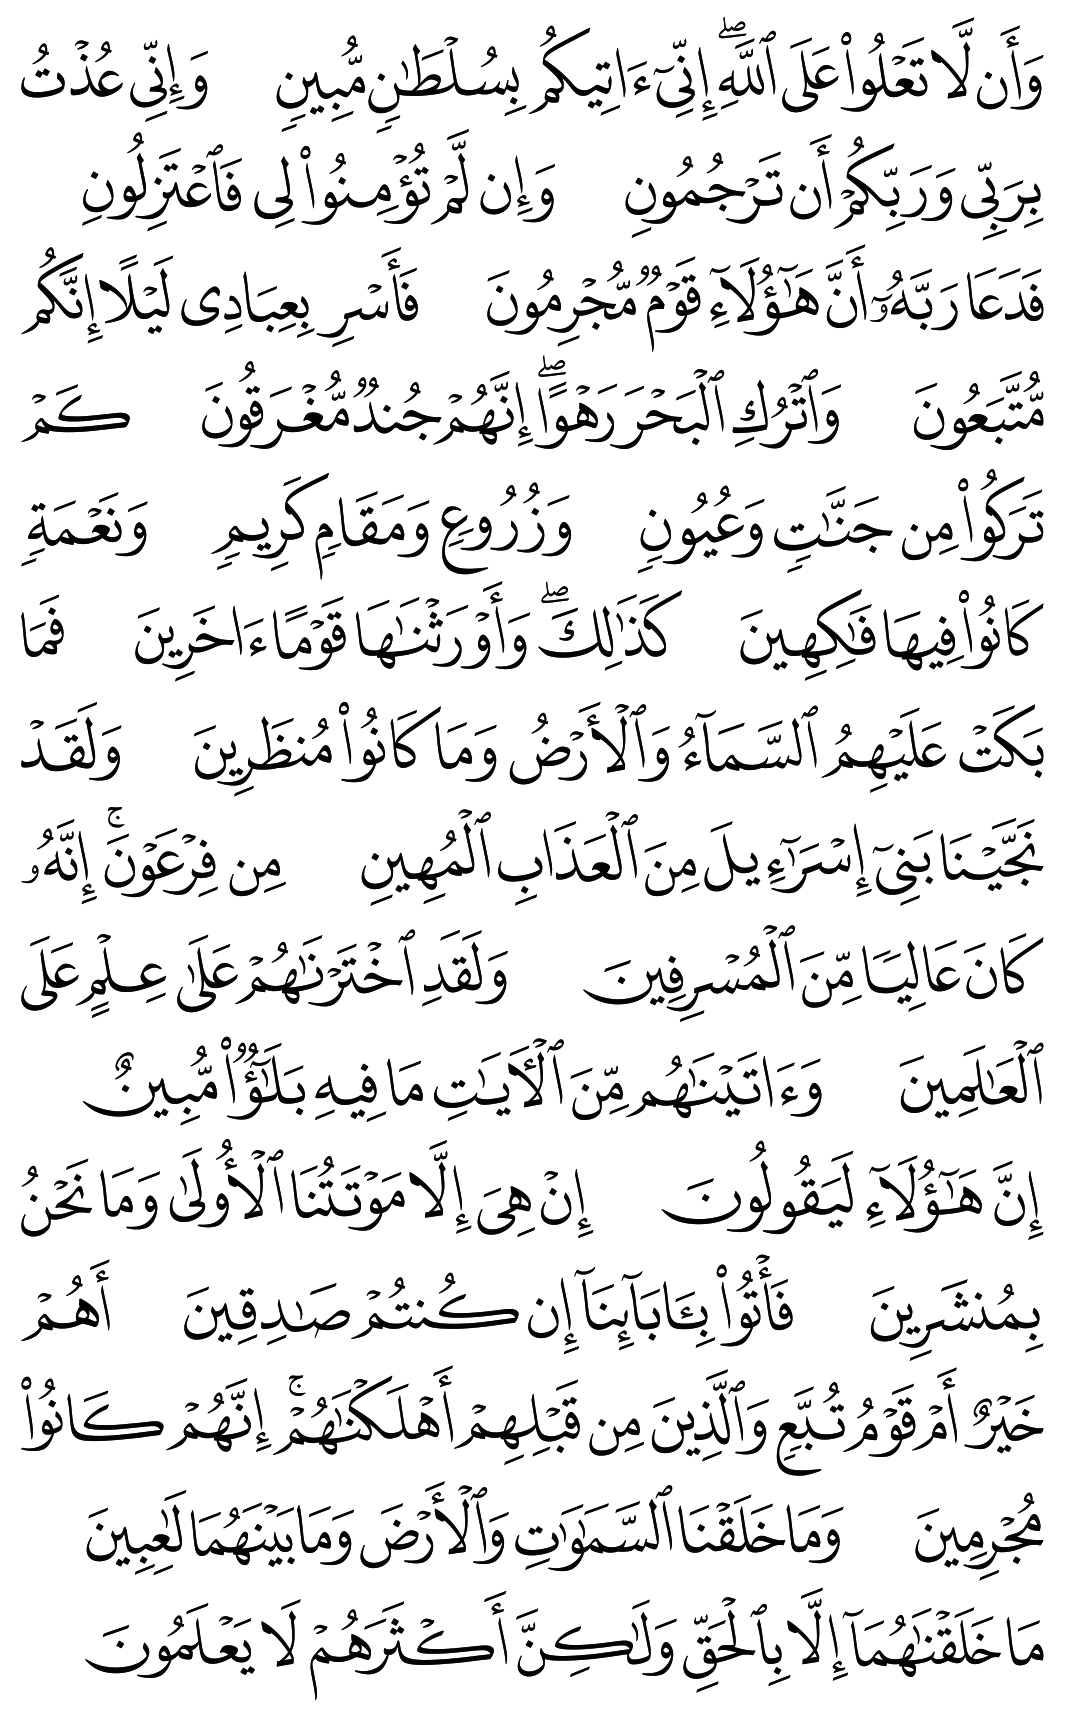 وَأَن لَّا تَعْلُوا۟ عَلَى ٱللَّهِ ۖ إِنِّىٓ ءَاتِيكُم بِسُلْطَـٰنٍ مُّبِينٍ وَإِنِّى عُذْتُ
بِرَبِّى وَرَبِّكُمْ أَن تَرْجُمُونِ وَإِن لَّمْ تُؤْمِنُوا۟ لِى فَٱعْتَزِلُونِ
فَدَعَا رَبَّهُۥٓ أَنَّ هَـٰٓؤُلَآءِ قَوْمٌ مُّجْرِمُونَ فَأَسْرِ بِعِبَادِى لَيْلًا إِنَّكُم
مُّتَّبَعُونَ وَٱتْرُكِ ٱلْبَحْرَ رَهْوًا ۖ إِنَّهُمْ جُندٌ مُّغْرَقُونَ كَمْ
تَرَكُوا۟ مِن جَنَّـٰتٍ وَعُيُونٍ وَزُرُوعٍ وَمَقَامٍ كَرِيمٍ وَنَعْمَةٍ
كَانُوا۟ فِيهَا فَـٰكِهِينَ كَذَٰلِكَ ۖ وَأَوْرَثْنَـٰهَا قَوْمًا ءَاخَرِينَ فَمَا
بَكَتْ عَلَيْهِمُ ٱلسَّمَآءُ وَٱلْأَرْضُ وَمَا كَانُوا۟ مُنظَرِينَ وَلَقَدْ
نَجَّيْنَا بَنِىٓ إِسْرَٰٓءِيلَ مِنَ ٱلْعَذَابِ ٱلْمُهِينِ مِن فِرْعَوْنَ ۚ إِنَّهُۥ
كَانَ عَالِيًا مِّنَ ٱلْمُسْرِفِينَ وَلَقَدِ ٱخْتَرْنَـٰهُمْ عَلَىٰ عِلْمٍ عَلَى
ٱلْعَـٰلَمِينَ وَءَاتَيْنَـٰهُم مِّنَ ٱلْـَٔايَـٰتِ مَا فِيهِ بَلَـٰٓؤٌا۟ مُّبِينٌ
إِنَّ هَـٰٓؤُلَآءِ لَيَقُولُونَ إِنْ هِىَ إِلَّا مَوْتَتُنَا ٱلْأُولَىٰ وَمَا نَحْنُ
بِمُنشَرِينَ فَأْتُوا۟ بِـَٔابَآئِنَآ إِن كُنتُمْ صَـٰدِقِينَ أَهُمْ
خَيْرٌ أَمْ قَوْمُ تُبَّعٍ وَٱلَّذِينَ مِن قَبْلِهِمْ أَهْلَكْنَـٰهُمْ ۚ إِنَّهُمْ كَانُوا۟
مُجْرِمِينَ وَمَا خَلَقْنَا ٱلسَّمَـٰوَٰتِ وَٱلْأَرْضَ وَمَا بَيْنَهُمَا لَـٰعِبِينَ
مَا خَلَقْنَـٰهُمَآ إِلَّا بِٱلْحَقِّ وَلَـٰكِنَّ أَكْثَرَهُمْ لَا يَعْلَمُونَ